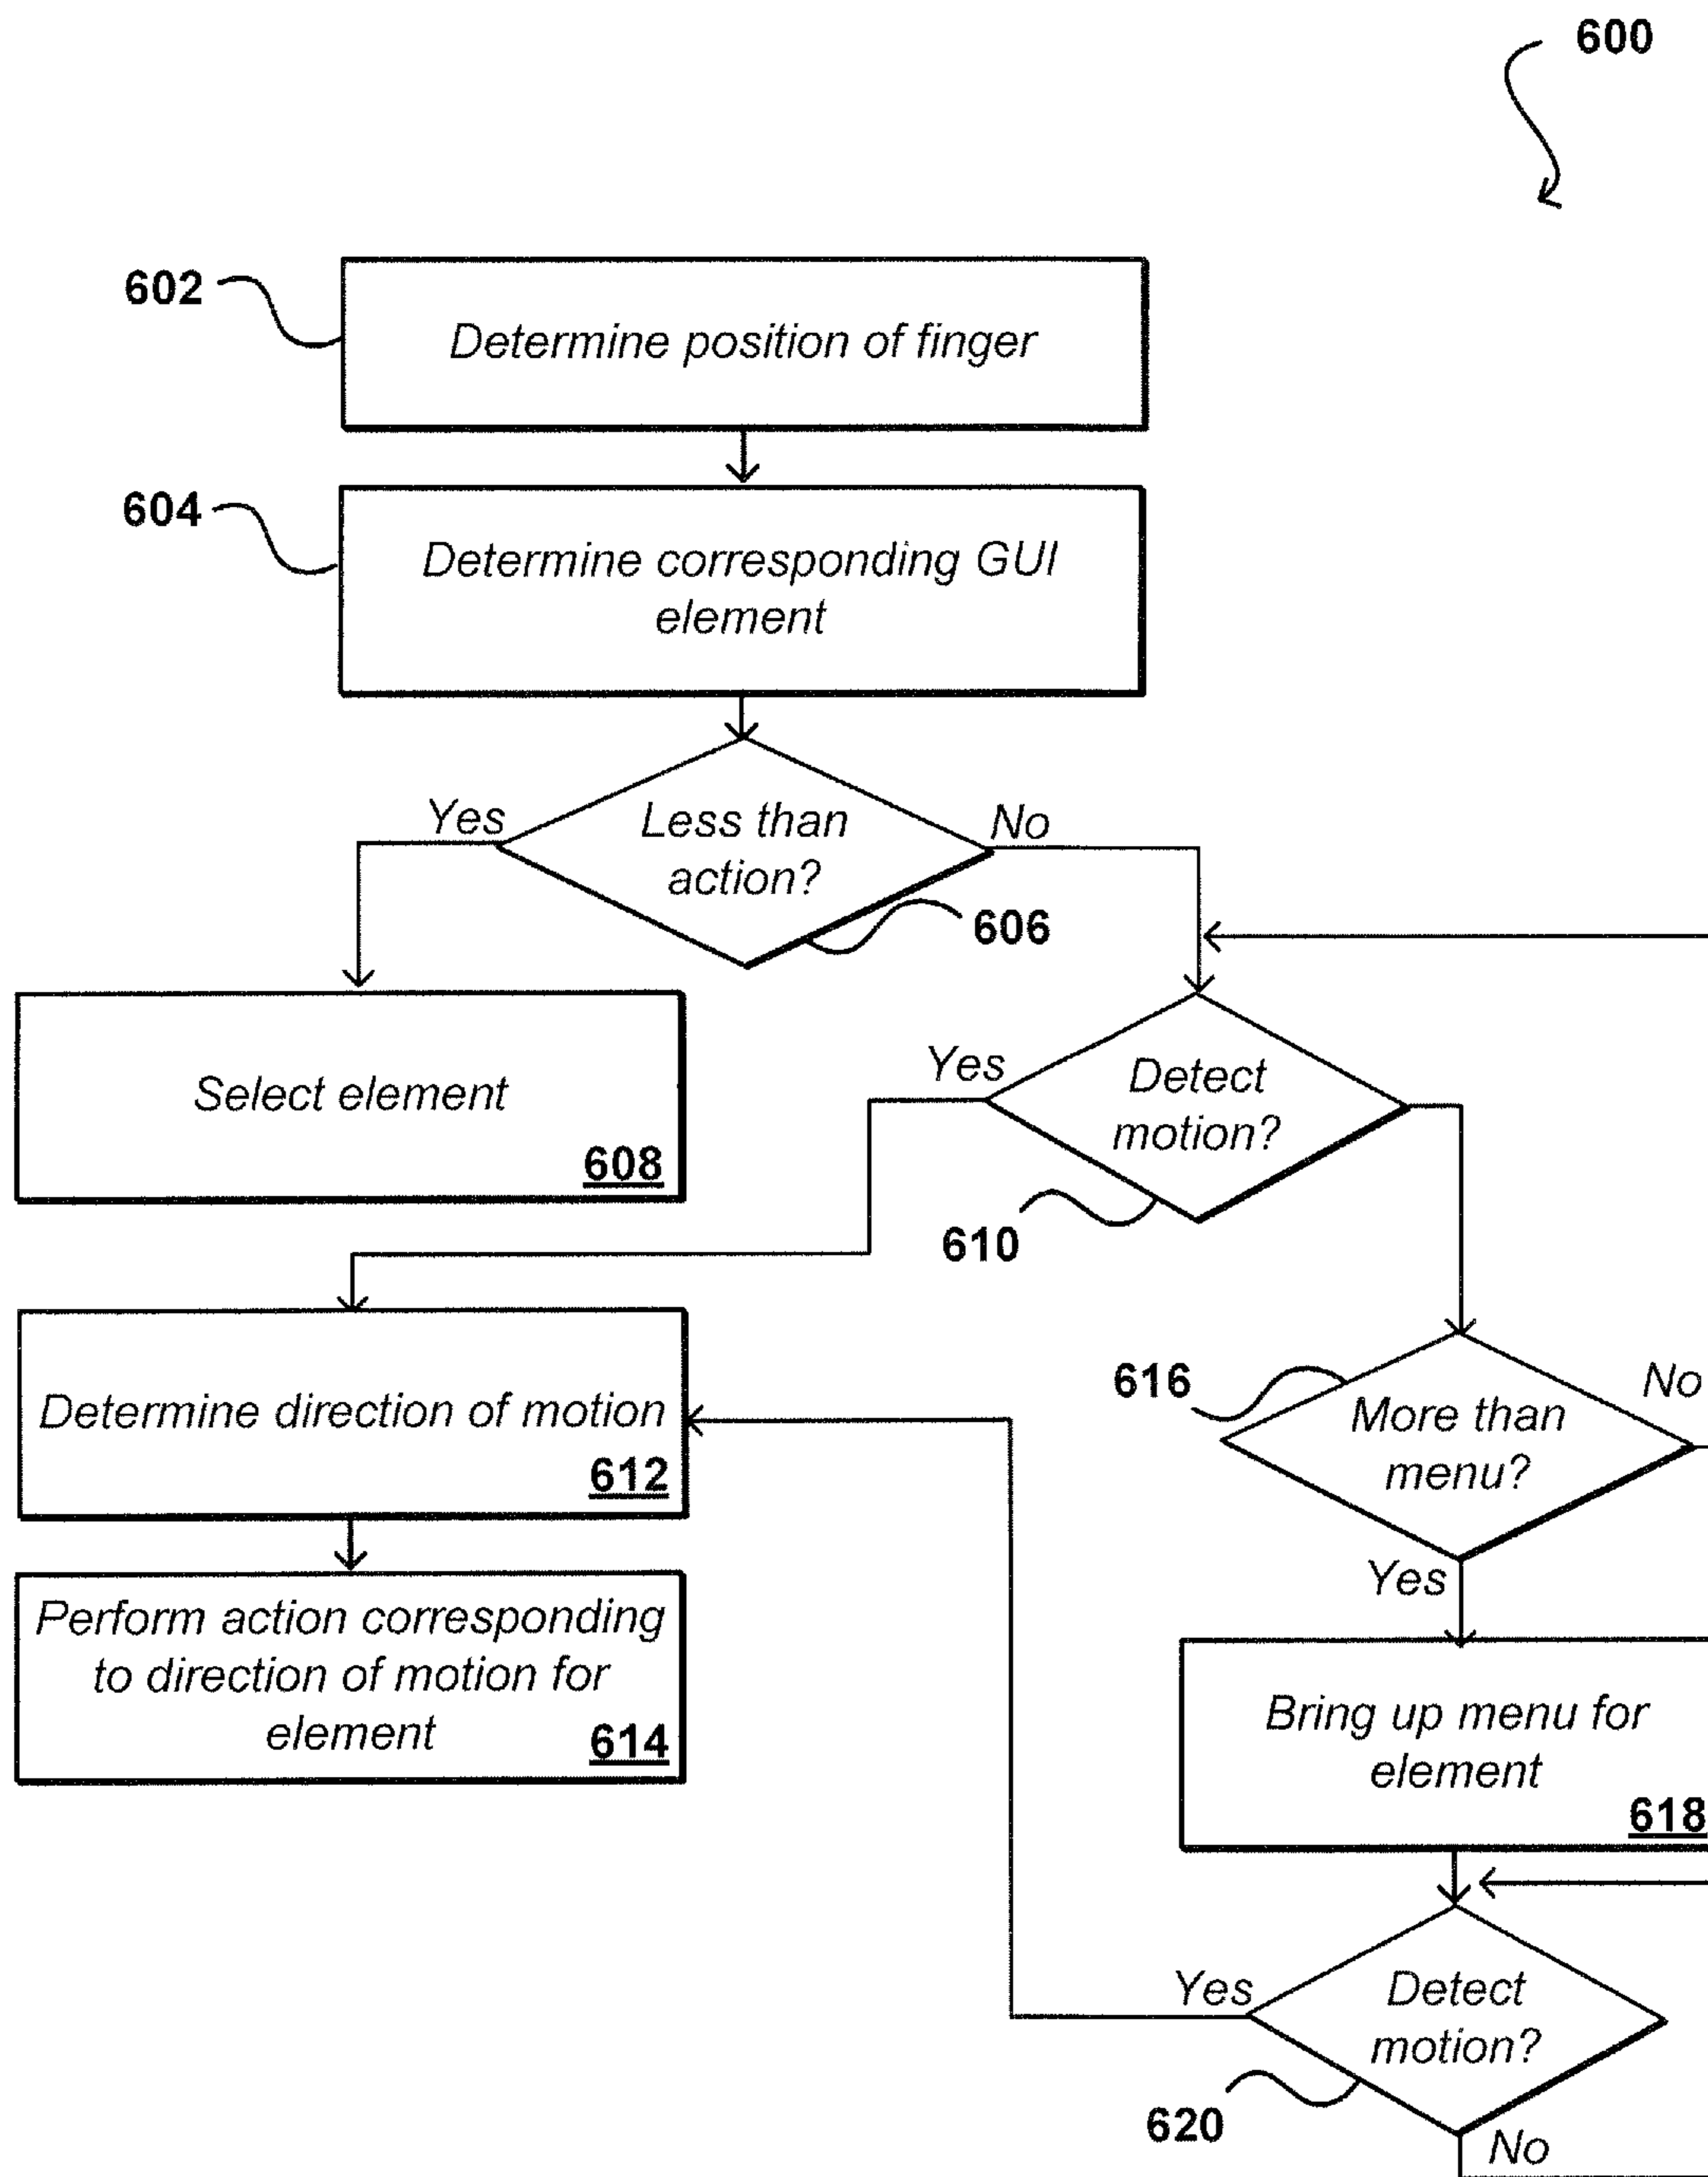 600
602
Determine position of finger
604
Determine corresponding GUI
element
Yes
Less than
action?
No
606
Select element
608
Yes
Detect
motion?
610
Determine direction of motion
612
616
More than
menu?
No
Yes
Perform action corresponding
to direction of motion for
element
614
Bring up menu for
element
618
Yes
Detect
motion?
620
No